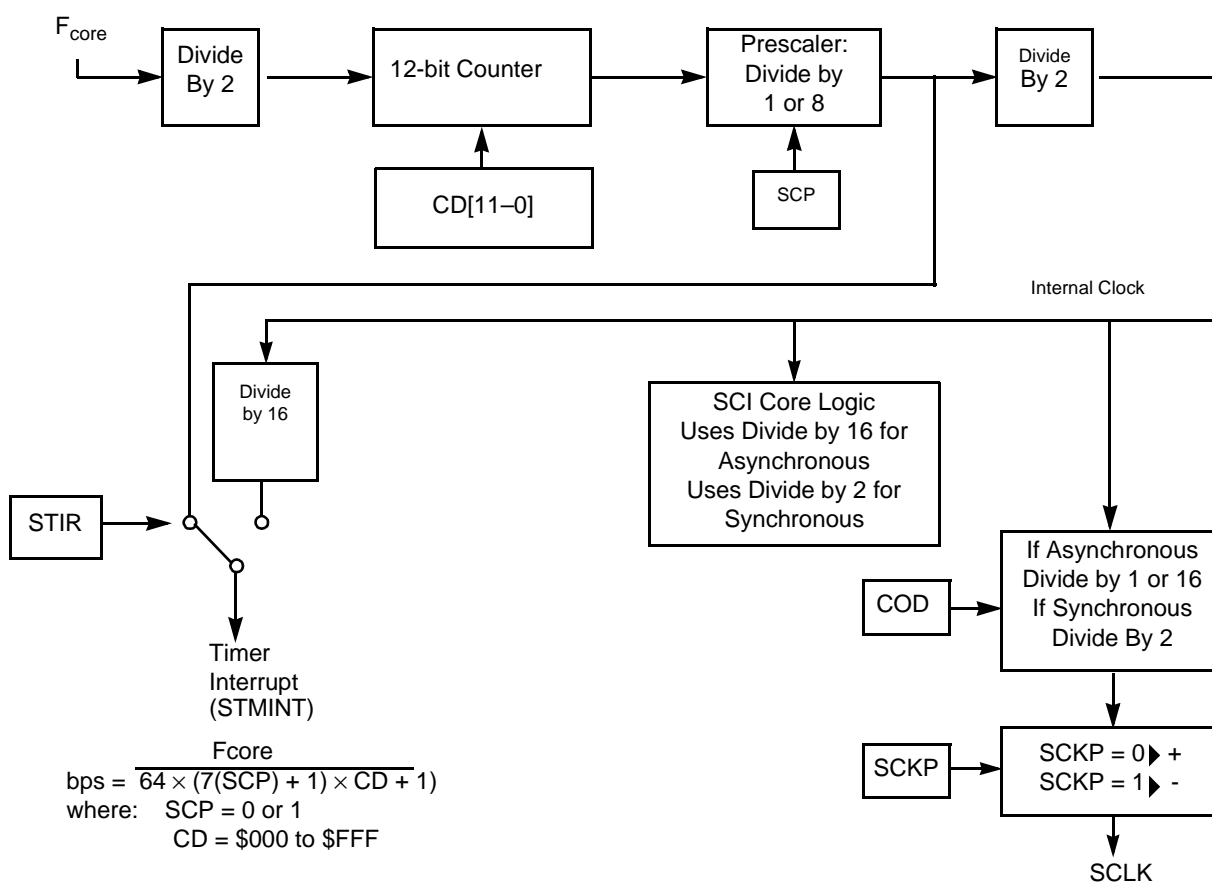 F_core
Divide
By 2
12-bit Counter
Prescaler:
Divide by
1 or 8
Divide
By 2
CD[11–0]
SCP
Internal Clock
Divide
by 16
SCI Core Logic
Uses Divide by 16 for
Asynchronous
Uses Divide by 2 for
Synchronous
STIR
If Asynchronous
Divide by 1 or 16
If Synchronous
Divide By 2
COD
Timer
Interrupt
(STMINT)
SCKP
SCKP = 0 ▶ +
SCKP = 1 ▶ -
Fcore
bps = 64 × (7(SCP) + 1) × CD + 1)
where: SCP = 0 or 1
CD = $000 to $FFF
SCLK